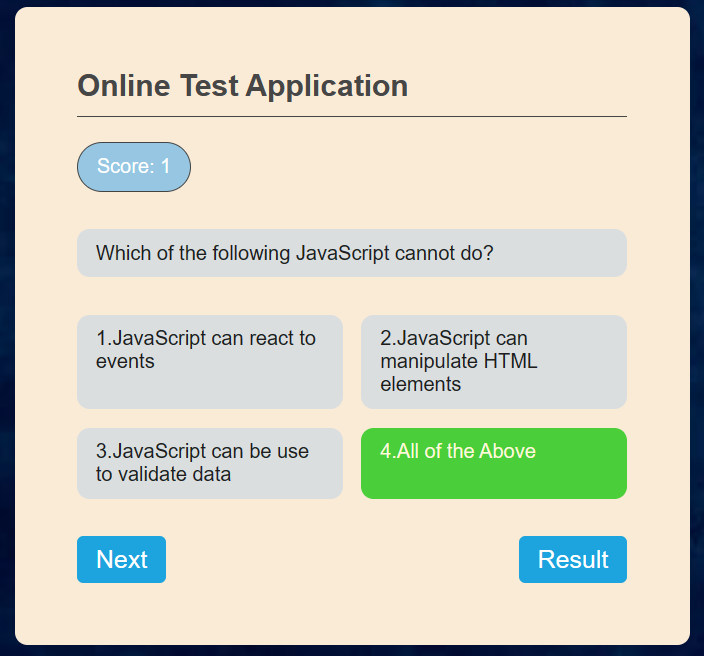 Online Test Application
Score: 1
Which of the following JavaScript cannot do?
1.JavaScript can react to
events
2.JavaScript can
manipulate HTML
elements
3.JavaScript can be use
to validate data
4.All of the Above
Next
Result